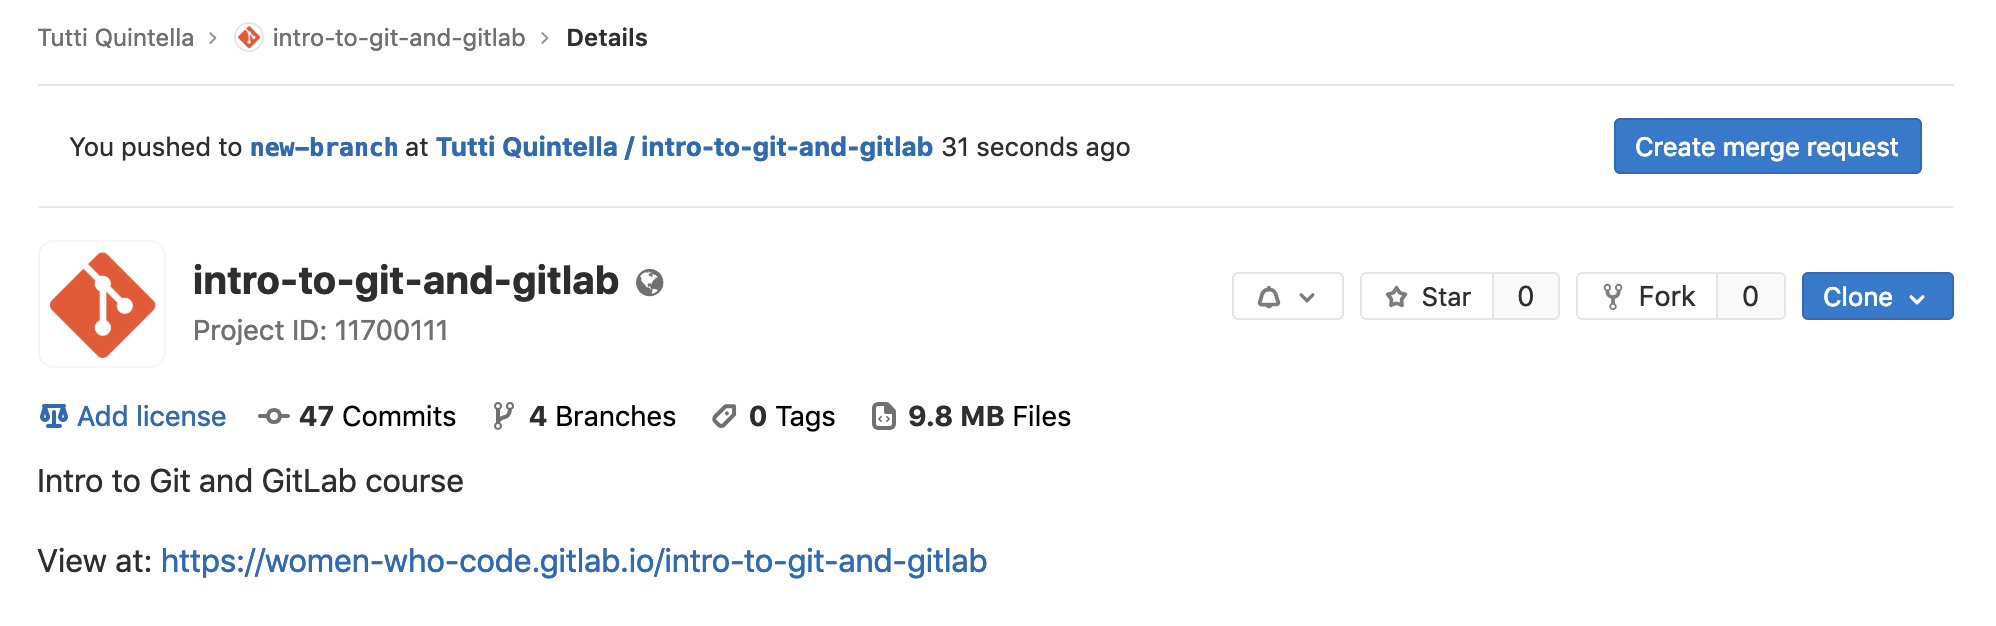 Tutti Quintella > intro-to-git-and-gitlab > Details
You pushed to new-branch at Tutti Quintella / intro-to-git-and-gitlab 31 seconds ago
Create merge request
intro-to-git-and-gitlab
Project ID: 11700111
Star 0 Fork 0 Clone
Add license 47 Commits 4 Branches 0 Tags 9.8 MB Files
Intro to Git and GitLab course
View at: https://women-who-code.gitlab.io/intro-to-git-and-gitlab